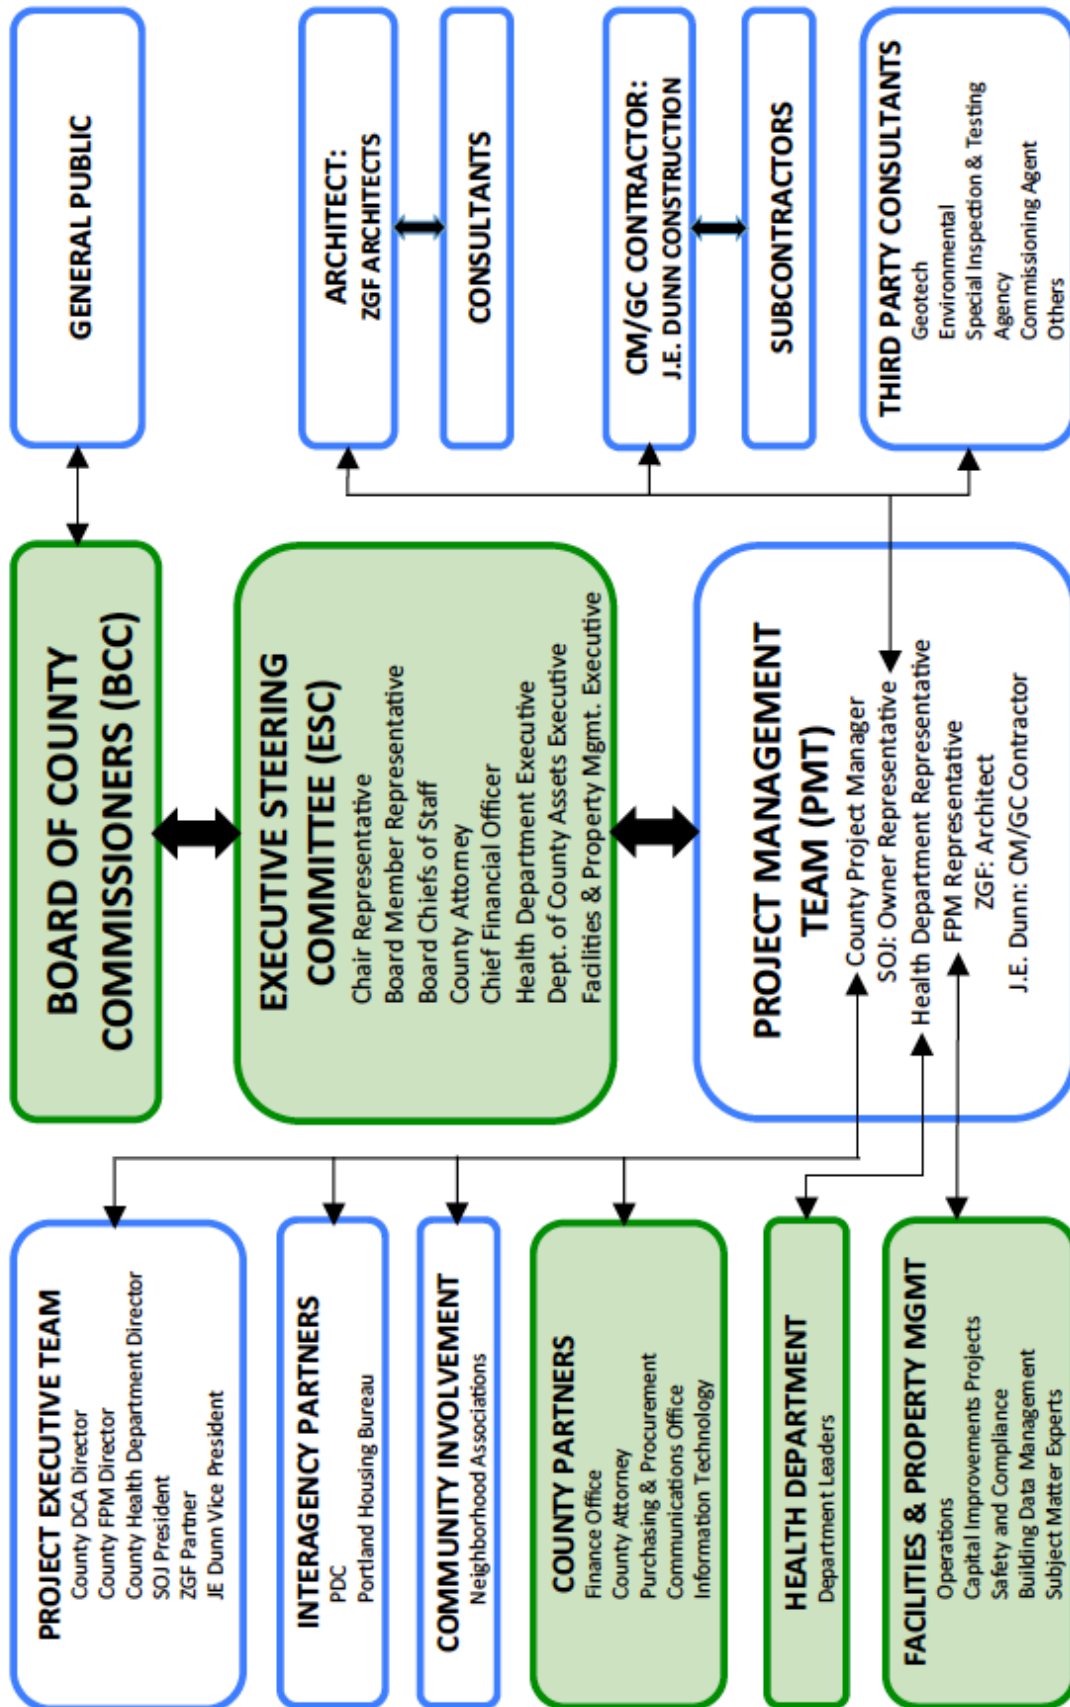 PROJECT EXECUTIVE TEAM
County DCA Director
County FPM Director
County Health Department Director
SOJ President
ZGF Partner
JE Dunn Vice President
INTERAGENCY PARTNERS
PDC
Portland Housing Bureau
COMMUNITY INVOLVEMENT
Neighborhood Associations
COUNTY PARTNERS
Finance Office
County Attorney
Purchasing & Procurement
Communications Office
Information Technology
HEALTH DEPARTMENT
Department Leaders
FACILITIES & PROPERTY MGMT
Operations
Capital Improvements Projects
Safety and Compliance
Building Data Management
Subject Matter Experts
BOARD OF COUNTY
COMMISSIONERS (BCC)
EXECUTIVE STEERING
COMMITTEE (ESC)
Chair Representative
Board Member Representative
Board Chiefs of Staff
County Attorney
Chief Financial Officer
Health Department Executive
Dept. of County Assets Executive
Facilities & Property Mgmt. Executive
PROJECT MANAGEMENT
TEAM (PMT)
County Project Manager
SOJ: Owner Representative
Health Department Representative
FPM Representative
ZGF: Architect
J.E. Dunn: CM/GC Contractor
GENERAL PUBLIC
ARCHITECT:
ZGF ARCHITECTS
CONSULTANTS
CM/GC CONTRACTOR:
J.E. DUNN CONSTRUCTION
SUBCONTRACTORS
THIRD PARTY CONSULTANTS
Geotech
Environmental
Special Inspection & Testing
Agency
Commissioning Agent
Others